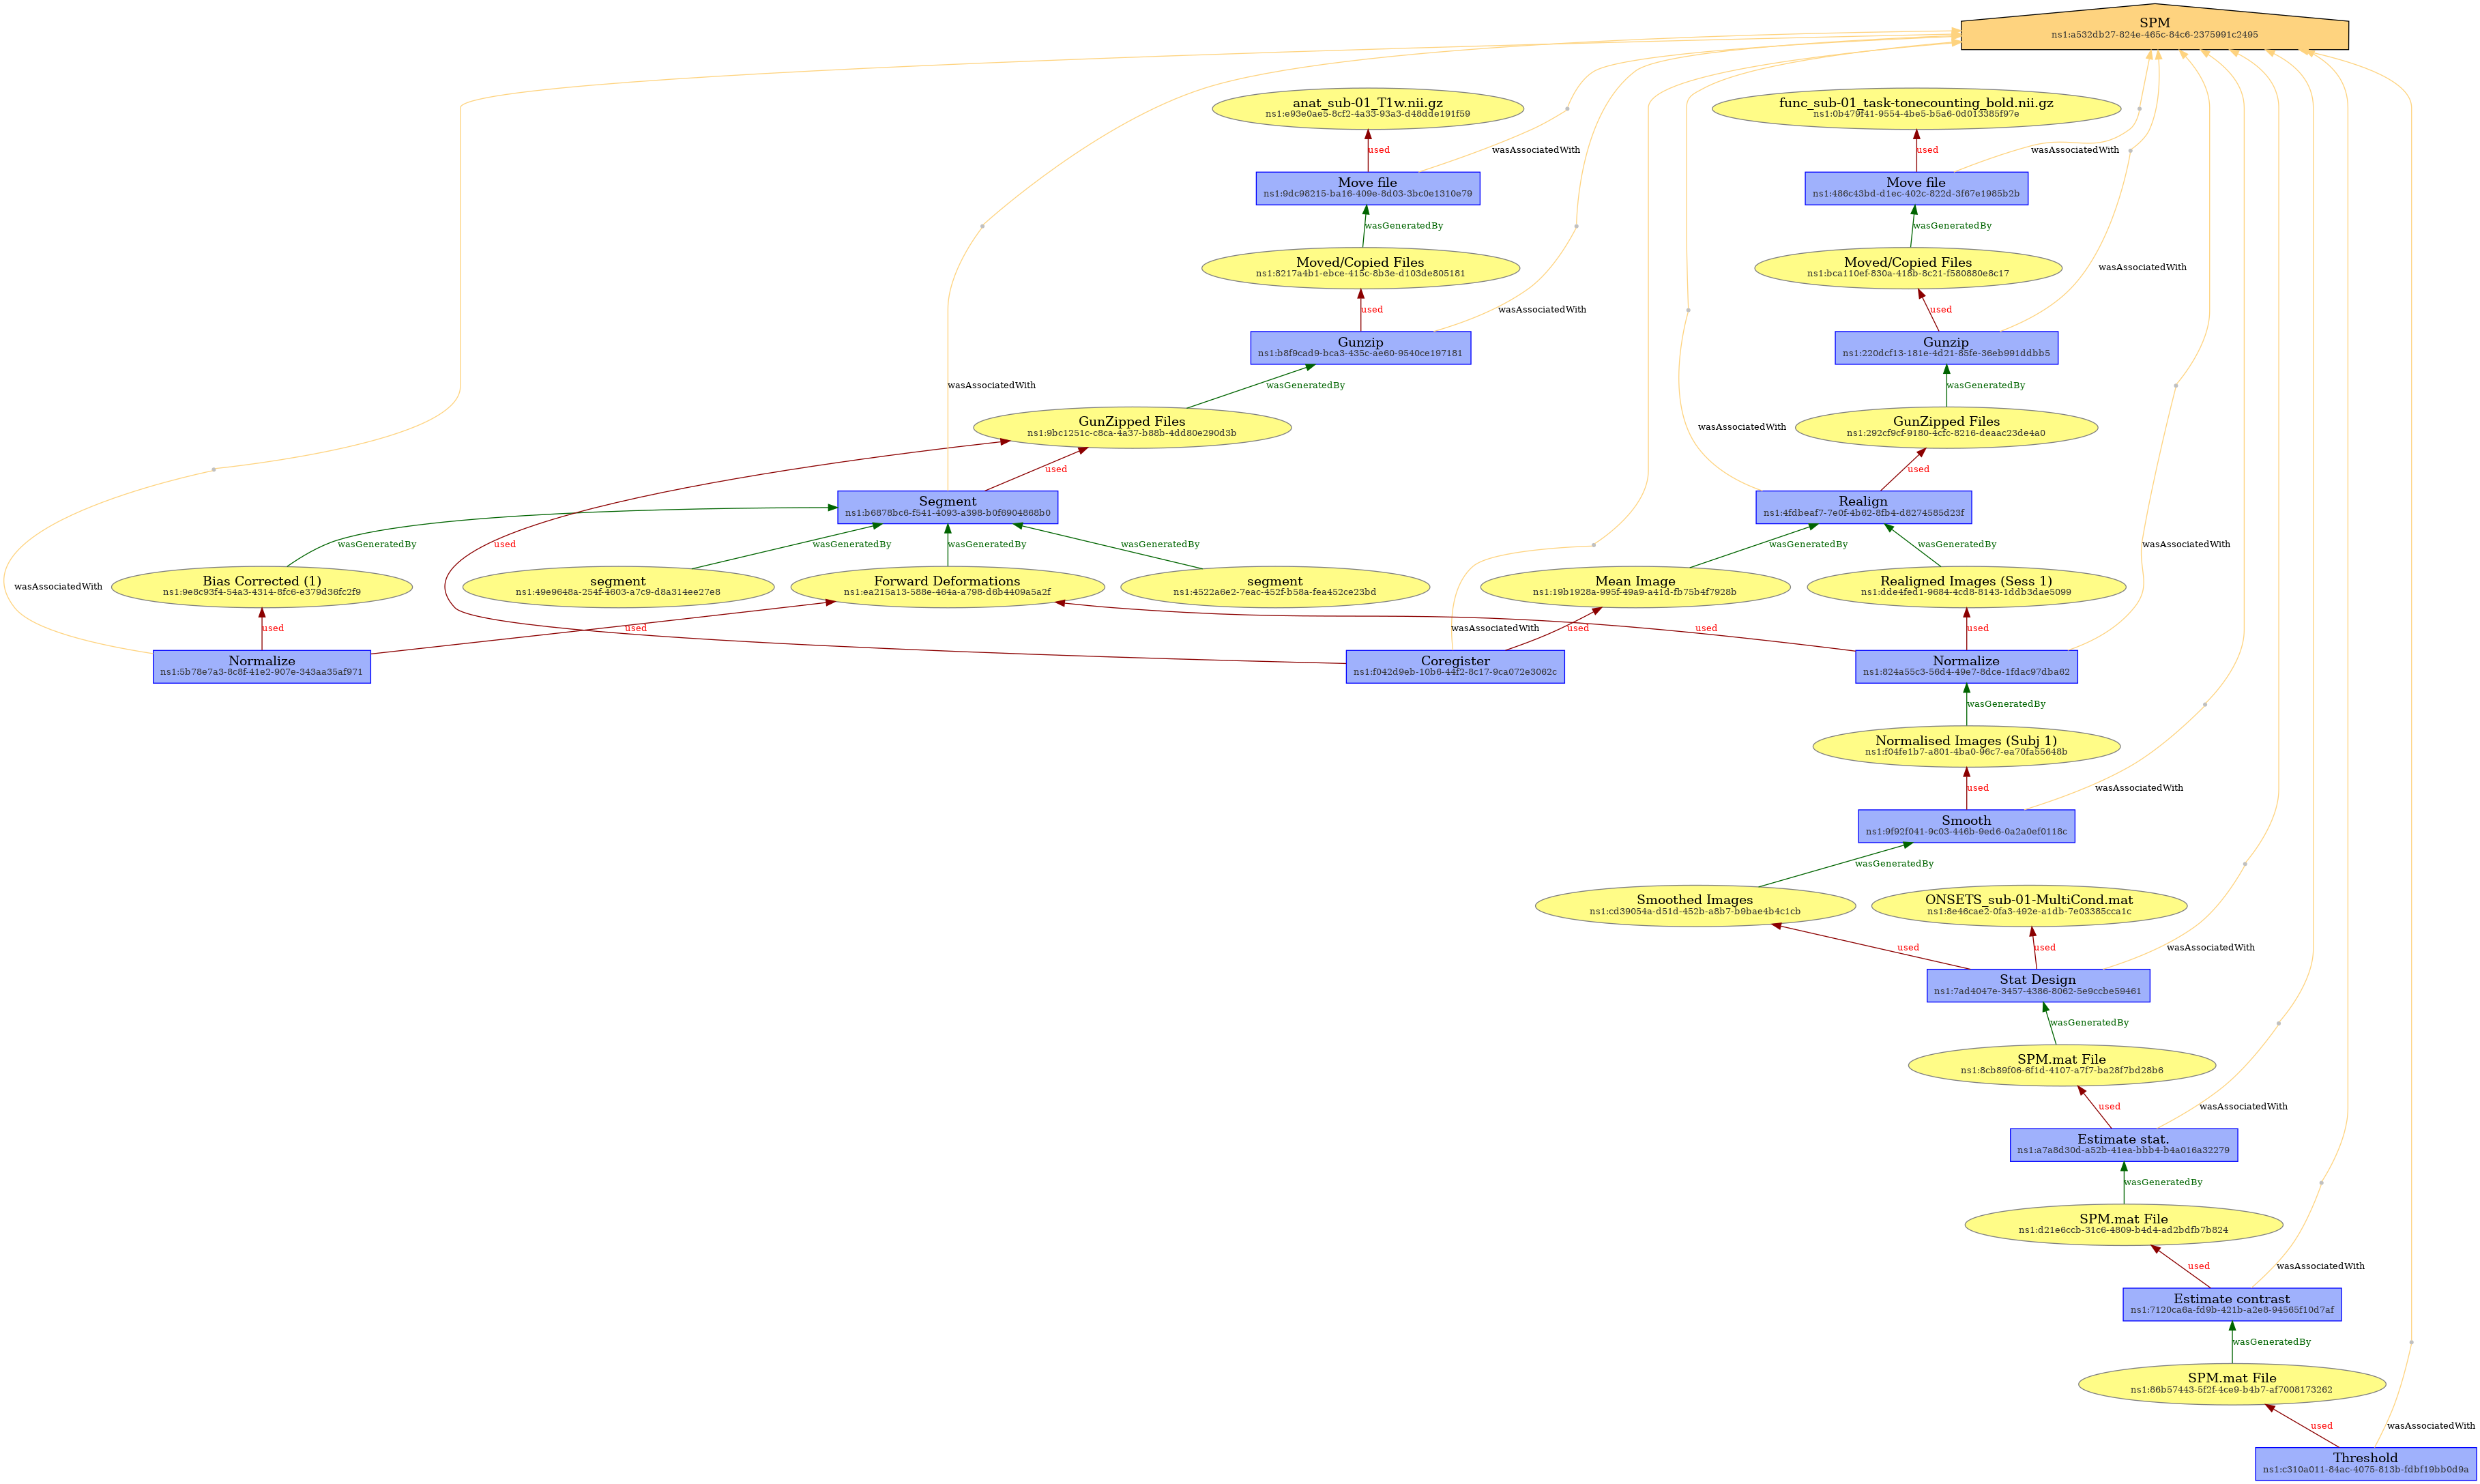 SPM
ns1:a532db27-824e-465c-84c6-2375991c2495
anat_sub-01_T1w.nii.gz
ns1:e93e0ae5-8cf2-4a33-93a3-d48dde191f59
func_sub-01_task-tonecounting_bold.nii.gz
ns1:0b479f41-9554-4be5-b5a6-0d013385f97e
used
wasAssociatedWith
used
wasAssociatedWith
Move file
ns1:9dc98215-ba16-409e-8d03-3bc0e1310e79
Move file
ns1:486c43bd-d1ec-402c-822d-3f67e1985b2b
wasGeneratedBy
wasGeneratedBy
Moved/Copied Files
ns1:8217a4b1-ebce-415c-8b3e-d103de805181
Moved/Copied Files
ns1:bca110ef-830a-418b-8c21-f580880e8c17
wasAssociatedWith
used
wasAssociatedWith
used
Gunzip
ns1:b8f9cad9-bca3-435c-ae60-9540ce197181
Gunzip
ns1:220dcf13-181e-4d21-85fe-36eb991ddbb5
wasAssociatedWith
wasGeneratedBy
wasGeneratedBy
GunZipped Files
ns1:9bc1251c-c8ca-4a37-b88b-4dd80e290d3b
GunZipped Files
ns1:292cf9cf-9180-4cfc-8216-deaac23de4a0
wasAssociatedWith
used
used
Segment
ns1:b6878bc6-f541-4093-a398-b0f6904868b0
Realign
ns1:4fdbeaf7-7e0f-4b62-8fb4-d8274585d23f
wasGeneratedBy
used
wasGeneratedBy
wasGeneratedBy
wasGeneratedBy
wasGeneratedBy
wasGeneratedBy
wasAssociatedWith
wasAssociatedWith
Bias Corrected (1)
ns1:9e8c93f4-54a3-4314-8fc6-e379d36fc2f9
segment
ns1:49e9648a-254f-4603-a7c9-d8a314ee27e8
Forward Deformations
ns1:ea215a13-588e-464a-a798-d6b4409a5a2f
segment
ns1:4522a6e2-7eac-452f-b58a-fea452ce23bd
Mean Image
ns1:19b1928a-995f-49a9-a41d-fb75b4f7928b
Realigned Images (Sess 1)
ns1:dde4fed1-9684-4cd8-8143-1ddb3dae5099
used
used
wasAssociatedWith
used
used
used
Normalize
ns1:5b78e7a3-8c8f-41e2-907e-343aa35af971
Coregister
ns1:f042d9eb-10b6-44f2-8c17-9ca072e3062c
Normalize
ns1:824a55c3-56d4-49e7-8dce-1fdac97dba62
wasGeneratedBy
Normalised Images (Subj 1)
ns1:f04fe1b7-a801-4ba0-96c7-ea70fa55648b
used
wasAssociatedWith
Smooth
ns1:9f92f041-9c03-446b-9ed6-0a2a0ef0118c
wasGeneratedBy
Smoothed Images
ns1:cd39054a-d51d-452b-a8b7-b9bae4b4c1cb
ONSETS_sub-01-MultiCond.mat
ns1:8e46cae2-0fa3-492e-a1db-7e03385cca1c
used
used
wasAssociatedWith
Stat Design
ns1:7ad4047e-3457-4386-8062-5e9ccbe59461
wasGeneratedBy
SPM.mat File
ns1:8cb89f06-6f1d-4107-a7f7-ba28f7bd28b6
used
wasAssociatedWith
Estimate stat.
ns1:a7a8d30d-a52b-41ea-bbb4-b4a016a32279
wasGeneratedBy
SPM.mat File
ns1:d21e6ccb-31c6-4809-b4d4-ad2bdfb7b824
used
wasAssociatedWith
Estimate contrast
ns1:7120ca6a-fd9b-421b-a2e8-94565f10d7af
wasGeneratedBy
SPM.mat File
ns1:86b57443-5f2f-4ce9-b4b7-af7008173262
used
wasAssociatedWith
Threshold
ns1:c310a011-84ac-4075-813b-fdbf19bb0d9a